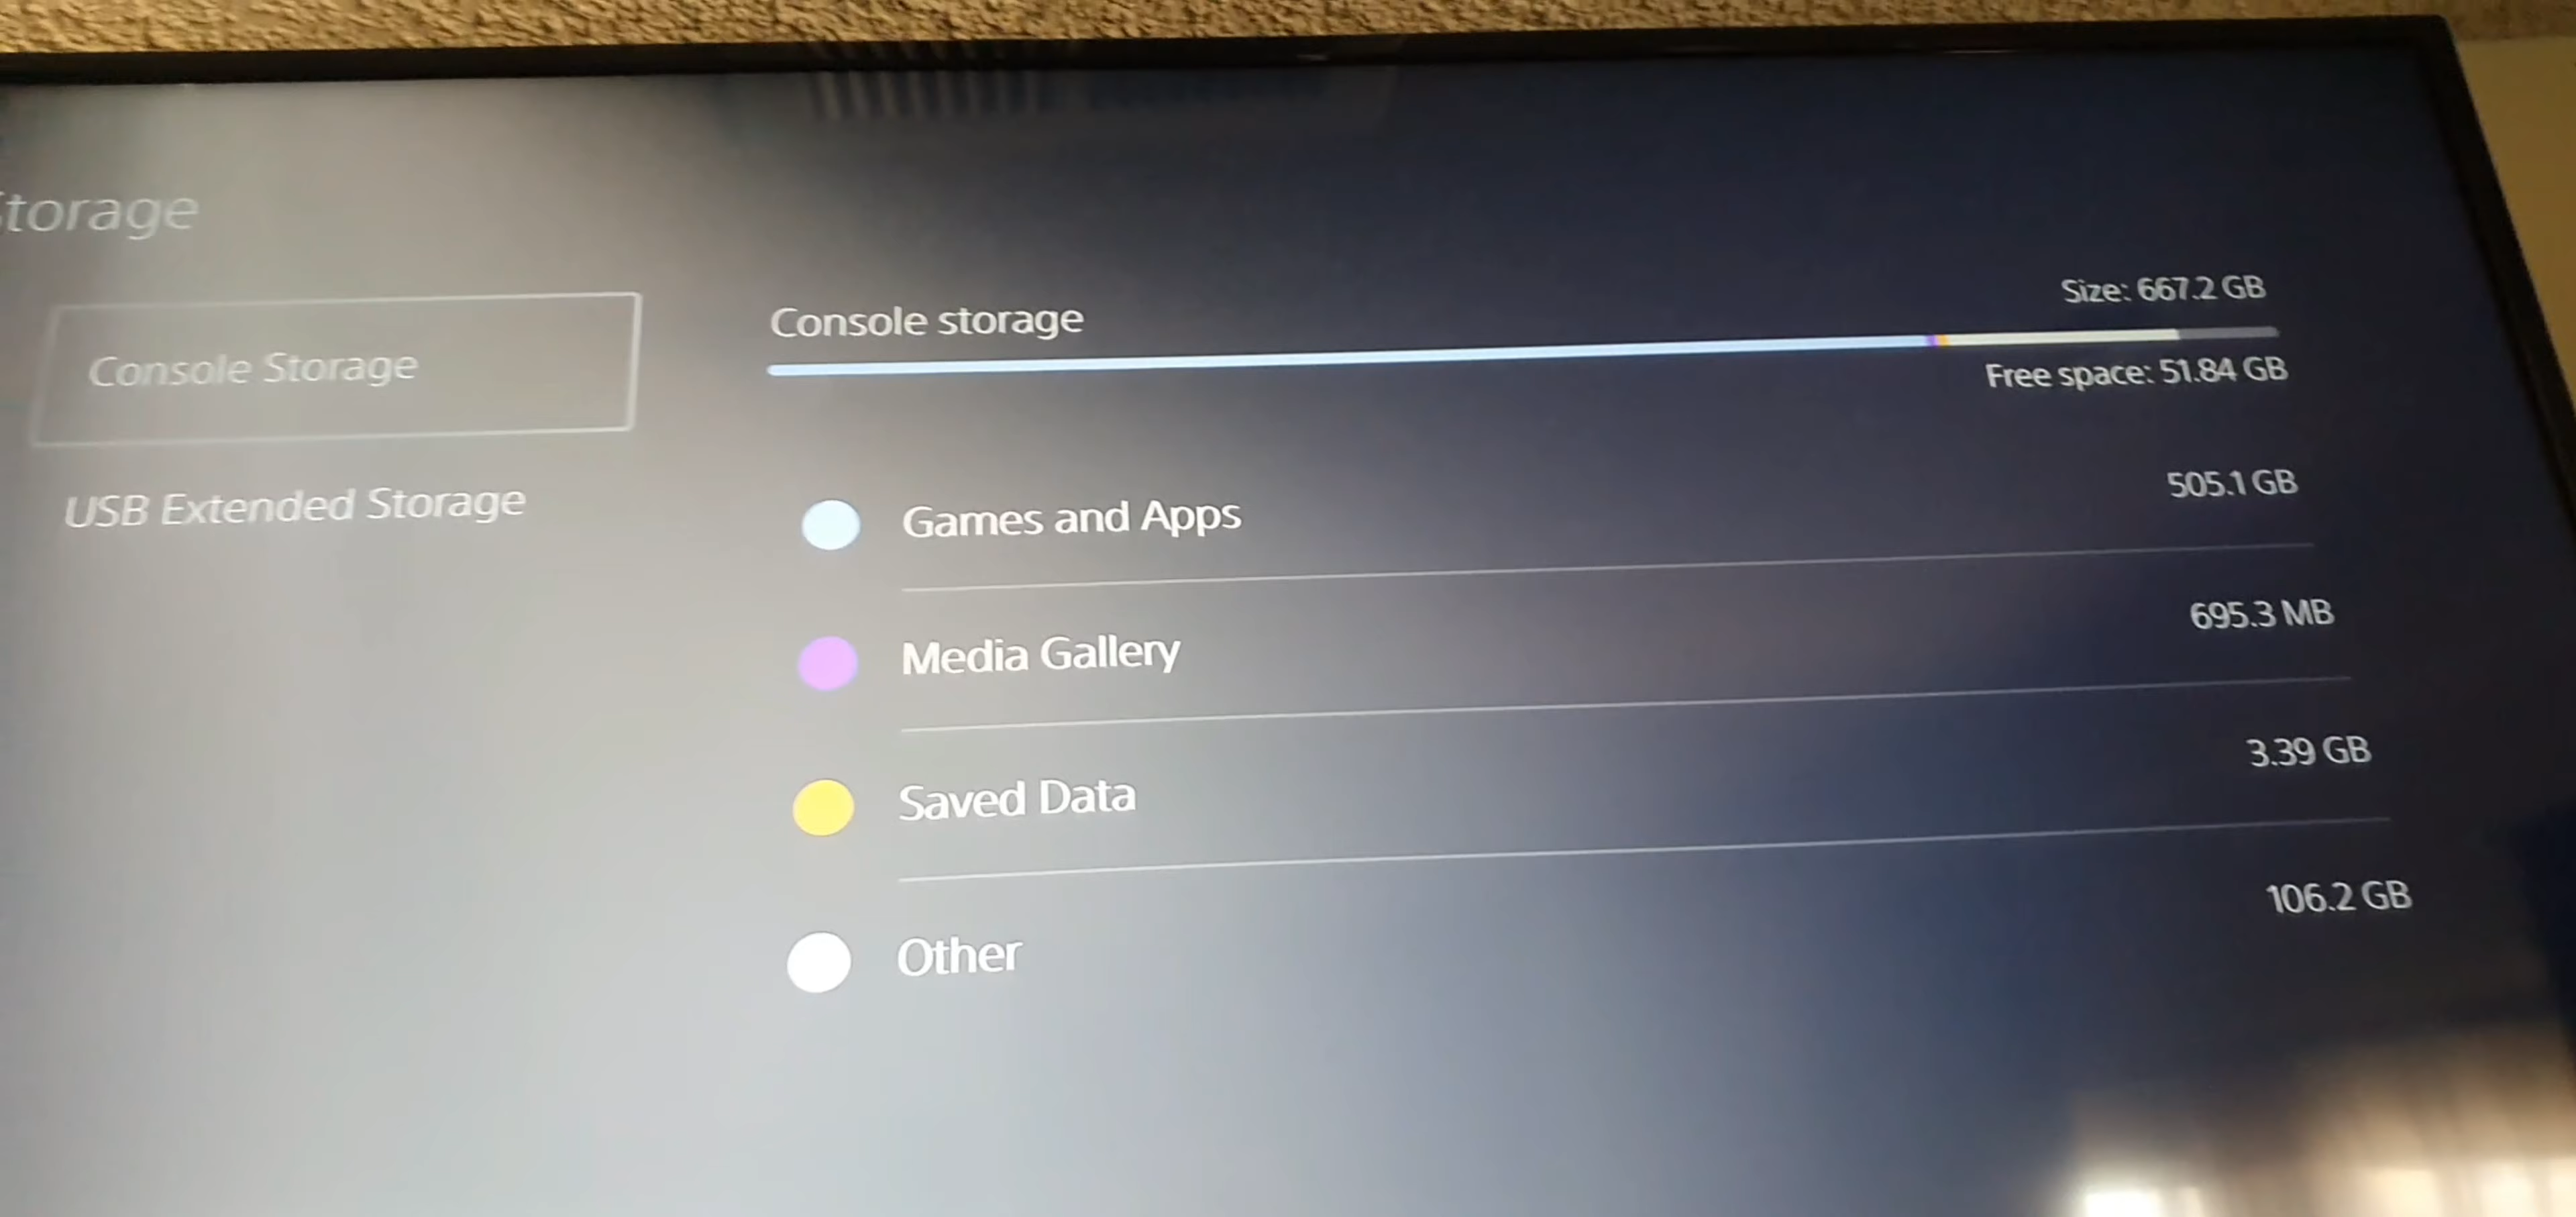 Storage
Console Storage
USB Extended Storage
Console storage
Size: 667.2 GB
Free space: 51.84 GB
Games and Apps
505.1 GB
Media Gallery
695.3 MB
Saved Data
3.39 GB
Other
106.2 GB